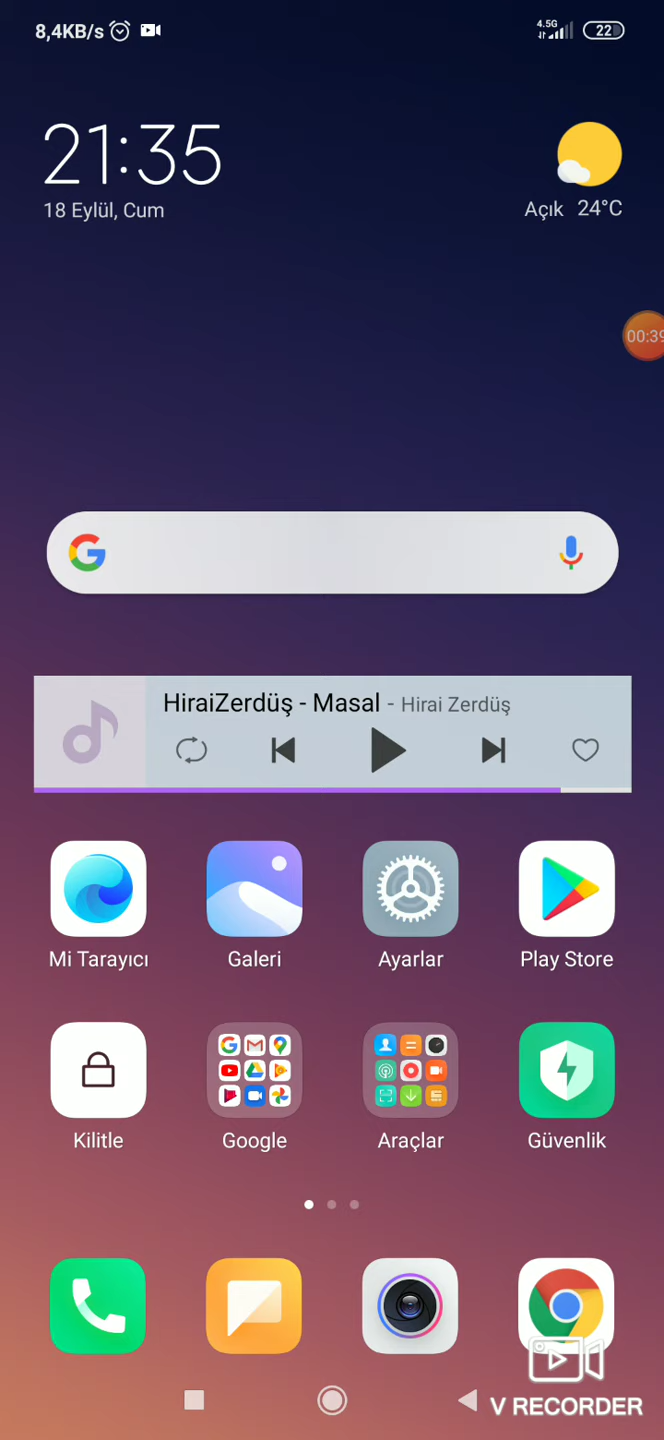 8,4KB/s 4.5G 22
21:35
18 Eylül, Cum
Açık 24°C
00:39
HiraiZerdüş - Masal - Hirai Zerdüş
Mi Tarayıcı Galeri Ayarlar Play Store
Kilitle Google Araçlar Güvenlik
V RECORDER